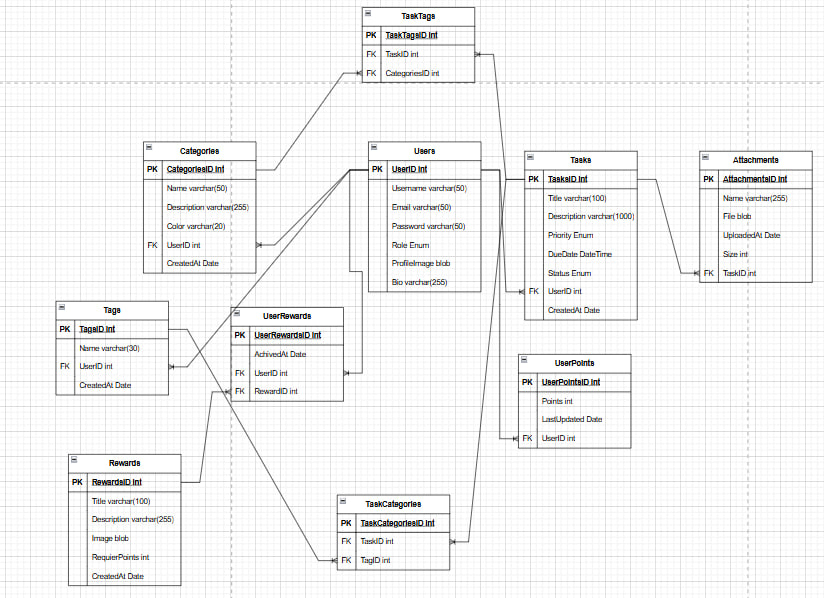 TaskTags
PK TaskTagsID int
FK TaskID int
FK CategoriesID int
Categories
PK CategoriesID int
Name varchar(50)
Description varchar(255)
Color varchar(20)
FK UserID int
CreatedAt Date
Users
PK UserID int
Username varchar(50)
Email varchar(50)
Password varchar(50)
Role Enum
ProfileImage blob
Bio varchar(255)
Tasks
PK TasksID int
Title varchar(100)
Description varchar(1000)
Priority Enum
DueDate DateTime
Status Enum
FK UserID int
CreatedAt Date
Attachments
PK AttachmentsID int
Name varchar(255)
File blob
UploadedAt Date
Size int
FK TaskID int
Tags
PK TagsID int
Name varchar(30)
FK UserID int
CreatedAt Date
UserRewards
PK UserRewardsID int
AchivedAt Date
FK UserID int
FK RewardID int
UserPoints
PK UserPointsID int
Points int
LastUpdated Date
FK UserID int
Rewards
PK RewardsID int
Title varchar(100)
Description varchar(255)
Image blob
RequierPoints int
CreatedAt Date
TaskCategories
PK TaskCategoriesID int
FK TaskID int
FK TagID int